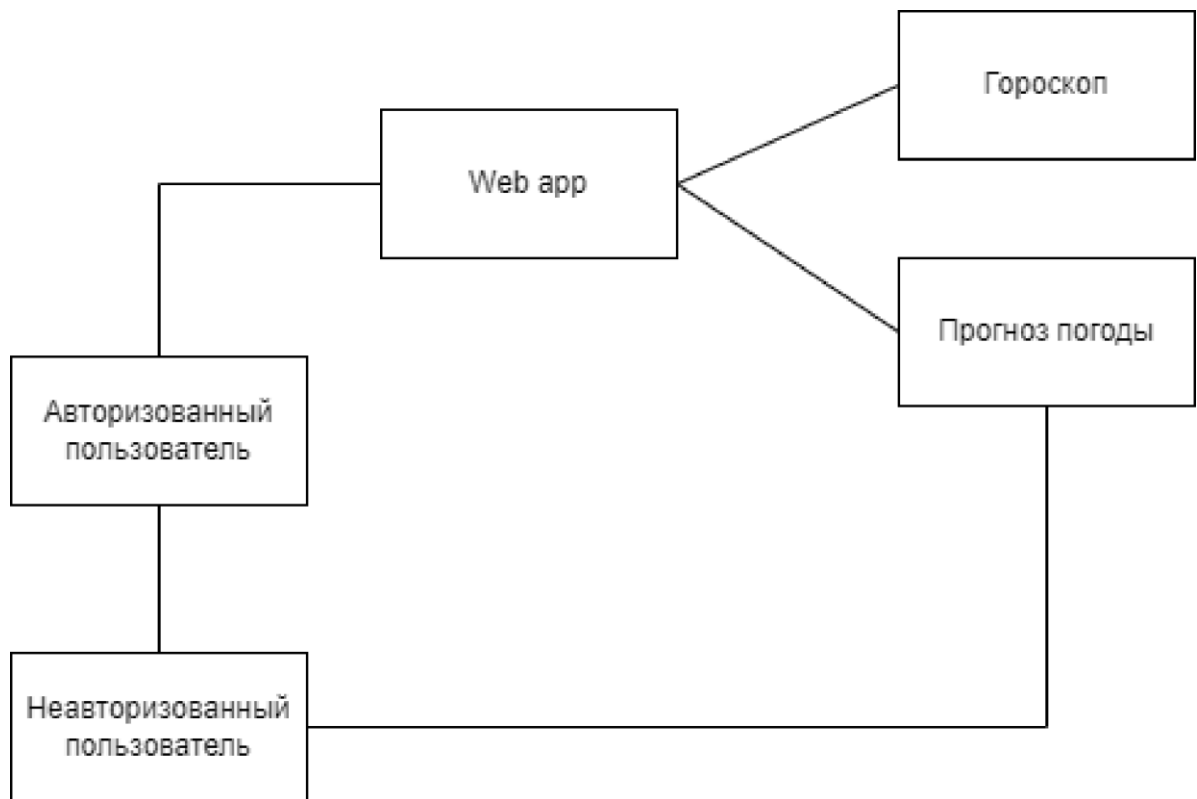 Гороскоп
Web app
Прогноз погоды
Авторизованный
пользователь
Неавторизованный
пользователь